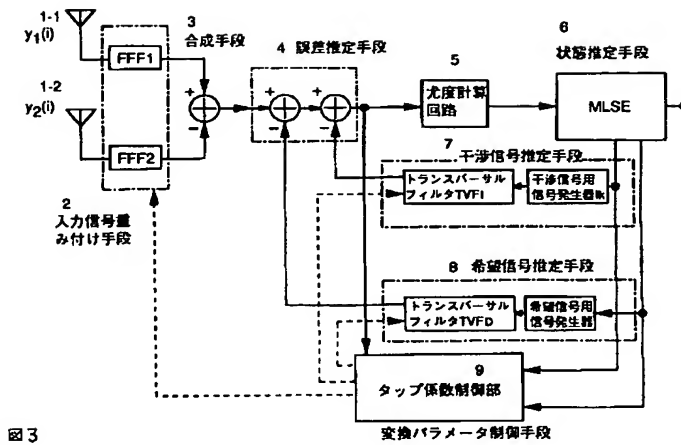 1-1
y1(i)
FFF1
1-2
y2(i)
FFF2
2
入力信号重
み付け手段
3
合成手段
+
−
4 誤差推定手段
+
−
+
−
5
尤度計算
回路
6
状態推定手段
MLSE
7
干渉信号推定手段
トランスバーサル
フィルタTVFI
干渉信号用
信号発生器Ik
8 希望信号推定手段
トランスバーサル
フィルタTVFD
希望信号用
信号発生器
9
タップ係数制御部
変換パラメータ制御手段
図3